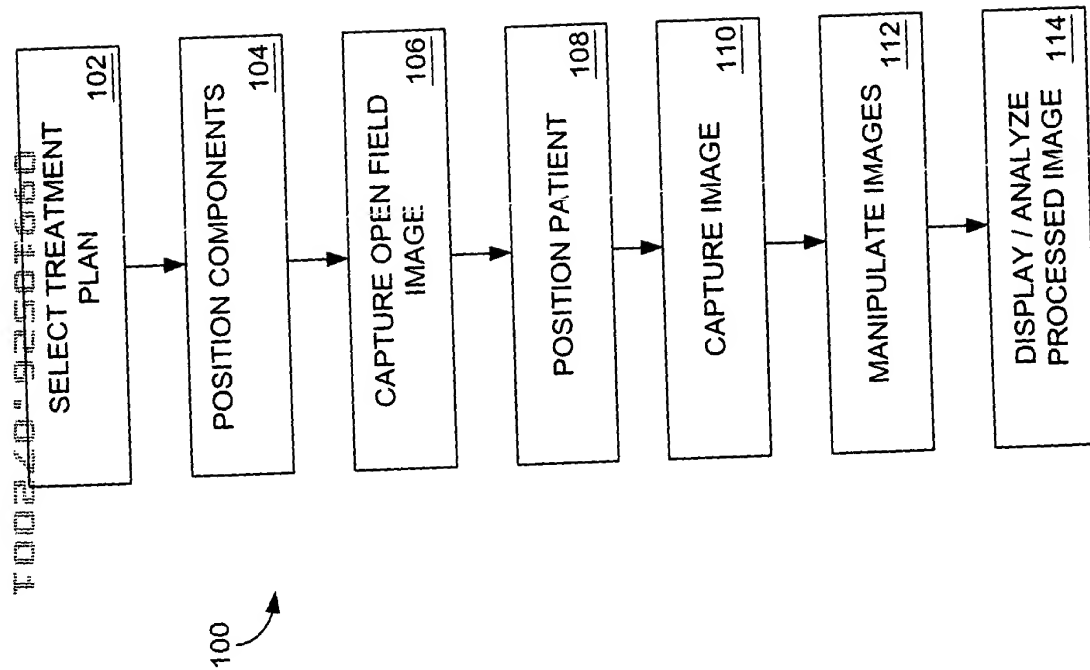 100
SELECT TREATMENT
PLAN
102
POSITION COMPONENTS
104
CAPTURE OPEN FIELD
IMAGE
106
POSITION PATIENT
108
CAPTURE IMAGE
110
MANIPULATE IMAGES
112
DISPLAY / ANALYZE
PROCESSED IMAGE
114